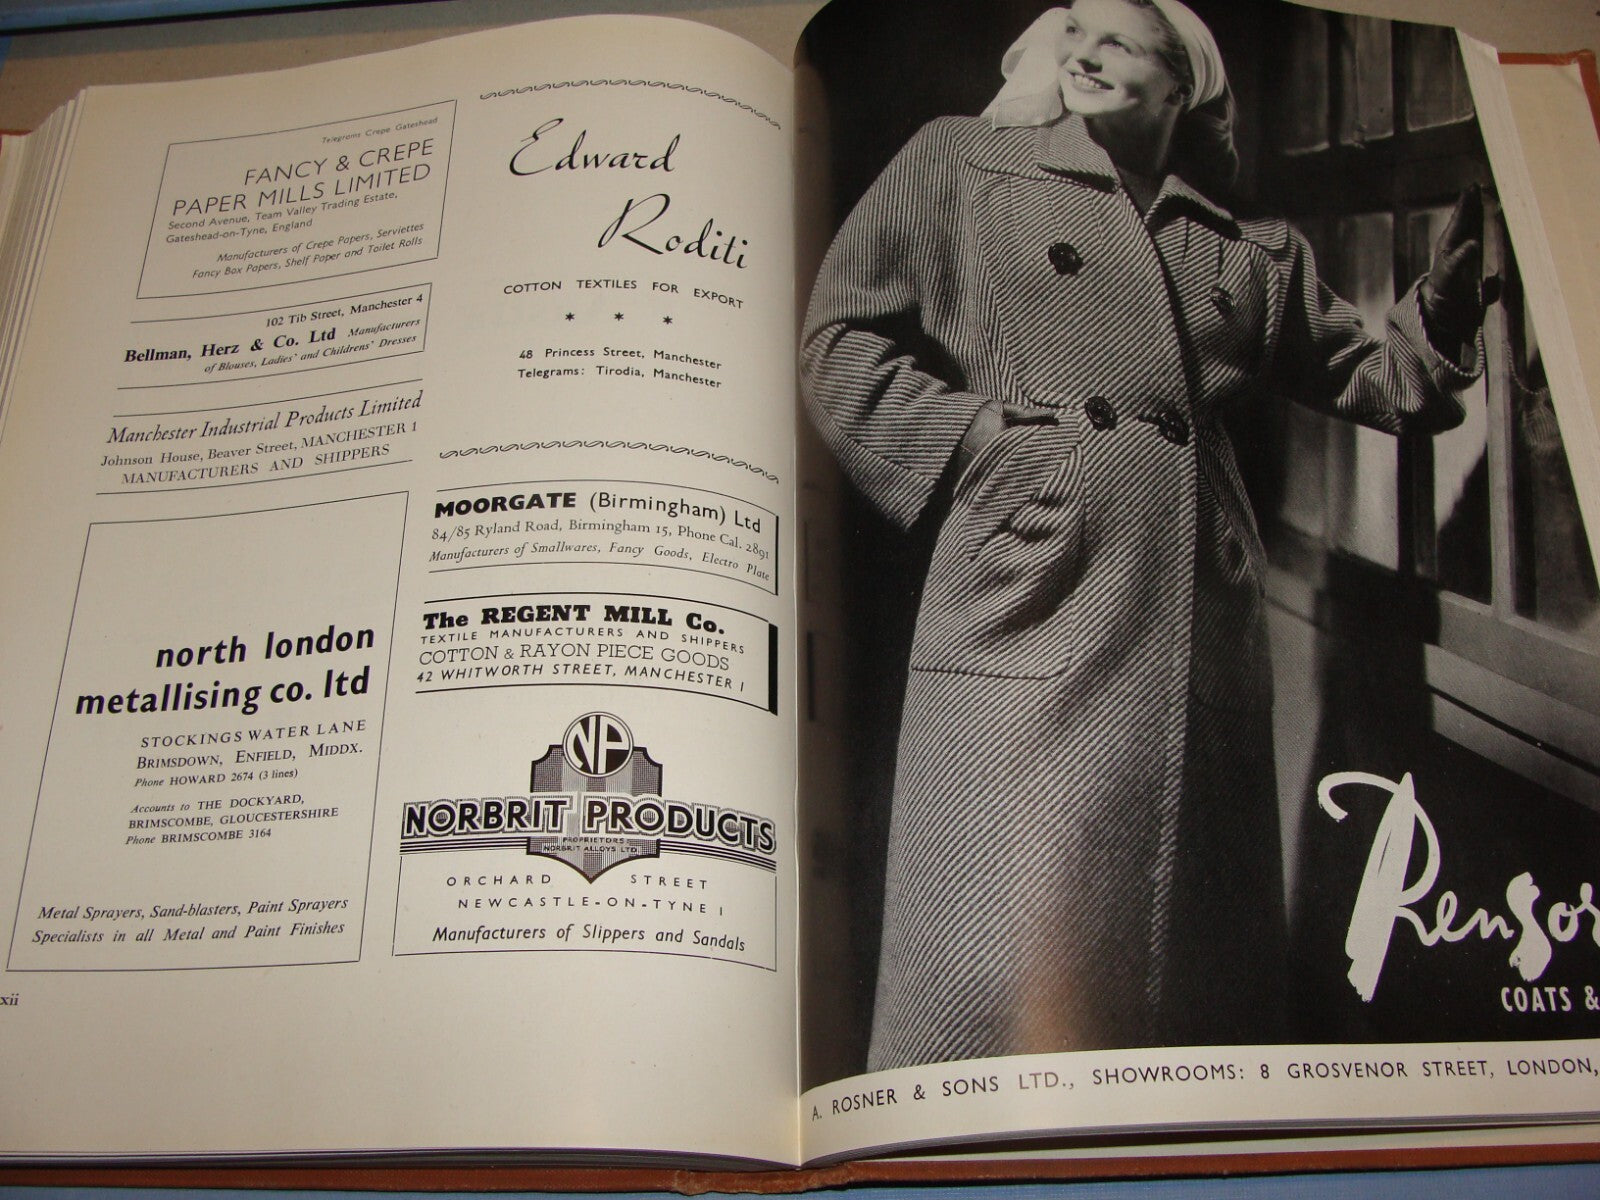 Telegrams Crepe Gateshead
FANCY & CREPE
PAPER MILLS LIMITED
Second Avenue, Team Valley Trading Estate,
Gateshead-on-Tyne, England
Manufacturers of Crepe Papers, Serviettes
Fancy Box Papers, Shelf Paper and Toilet Rolls
102 Tib Street, Manchester 4
Bellman, Herz & Co. Ltd Manufacturers
of Blouses, Ladies' and Childrens' Dresses
Manchester Industrial Products Limited
Johnson House, Beaver Street, MANCHESTER 1
MANUFACTURERS AND SHIPPERS
north london
metallising co. ltd
STOCKINGS WATER LANE
BRIMSDOWN, ENFIELD, MIDDX.
Phone HOWARD 2674 (3 lines)
Accounts to THE DOCKYARD,
BRIMSCOMBE, GLOUCESTERSHIRE
Phone BRIMSCOMBE 3164
Metal Sprayers, Sand-blasters, Paint Sprayers
Specialists in all Metal and Paint Finishes
xii
Edward
Roditi
COTTON TEXTILES FOR EXPORT
* * *
48 Princess Street, Manchester
Telegrams: Tirodia, Manchester
MOORGATE (Birmingham) Ltd
84/85 Ryland Road, Birmingham 15, Phone Cal. 2891
Manufacturers of Smallwares, Fancy Goods, Electro Plate
The REGENT MILL Co.
TEXTILE MANUFACTURERS AND SHIPPERS
COTTON & RAYON PIECE GOODS
42 WHITWORTH STREET, MANCHESTER 1
NP
NORBRIT PRODUCTS
PROPRIETORS:
NORBRIT ALLOYS LTD.
ORCHARD STREET
NEWCASTLE-ON-TYNE 1
Manufacturers of Slippers and Sandals
Rensor
COATS &
A. ROSNER & SONS LTD., SHOWROOMS: 8 GROSVENOR STREET, LONDON,